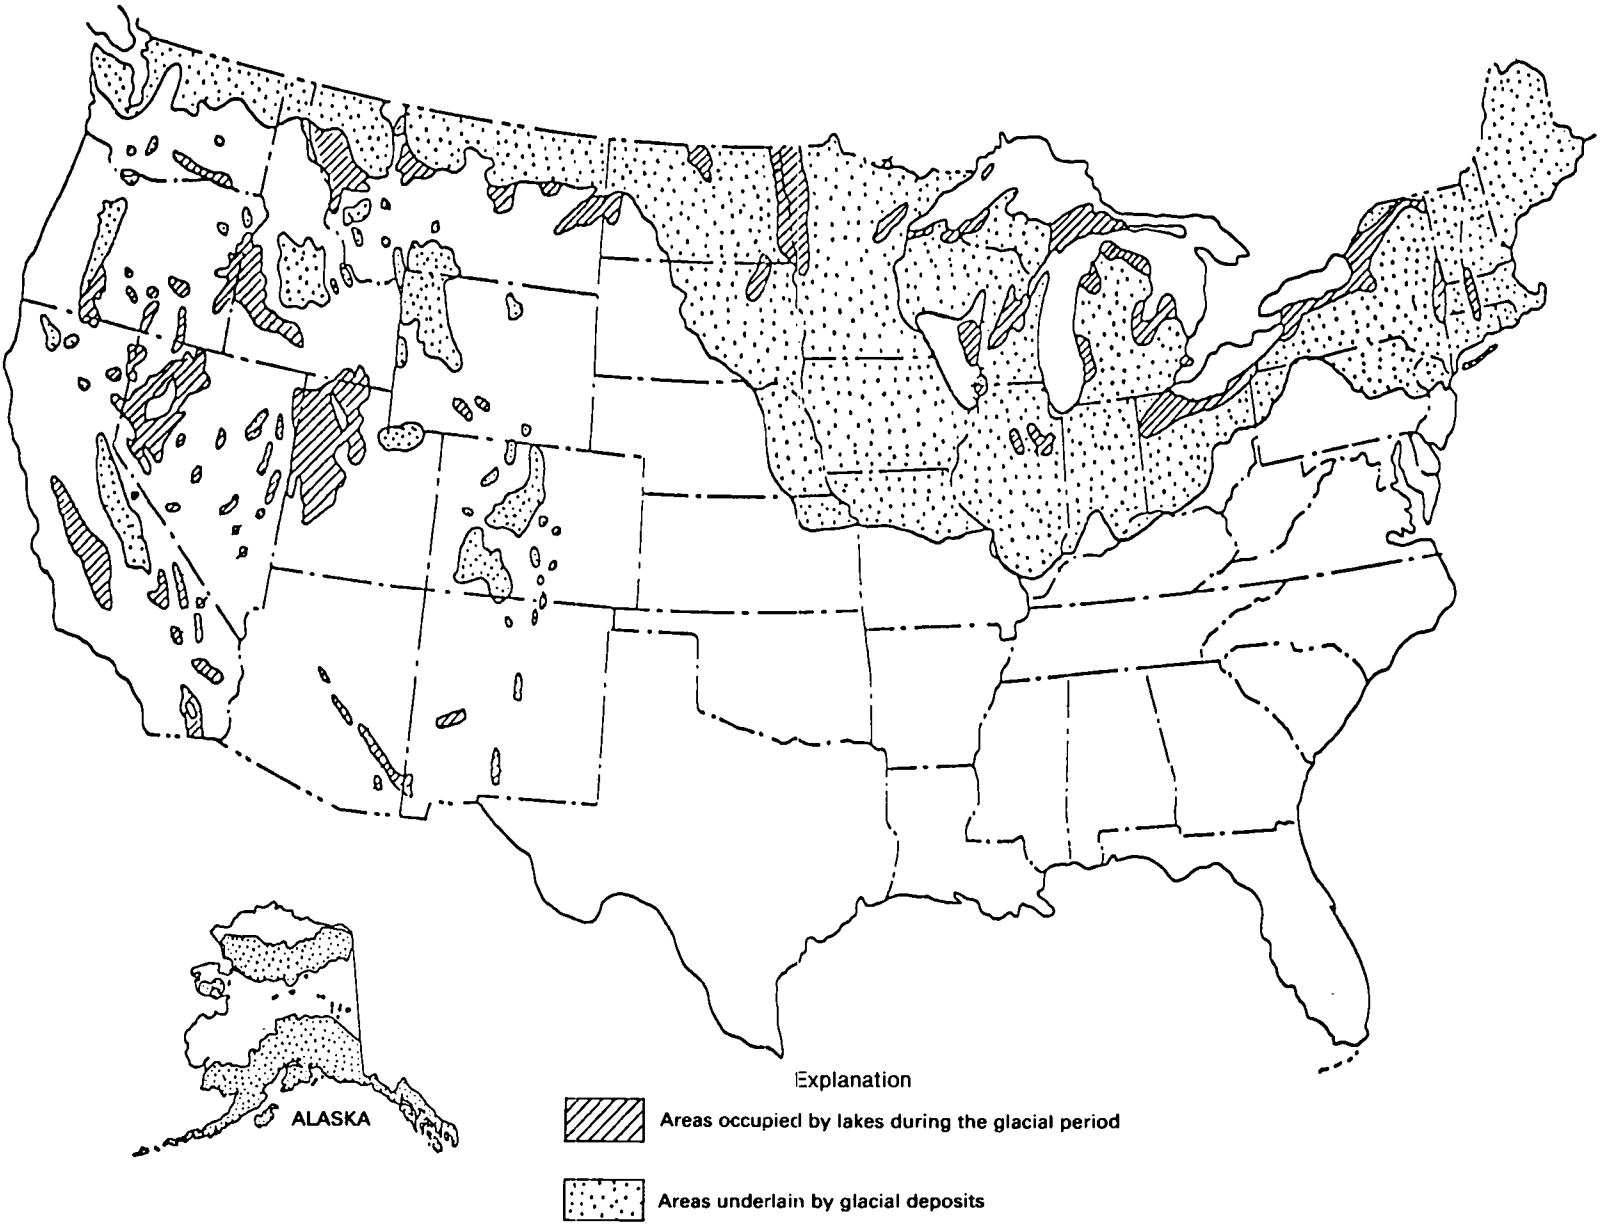 ALASKA
Explanation
Areas occupied by lakes during the glacial period
Areas underlain by glacial deposits